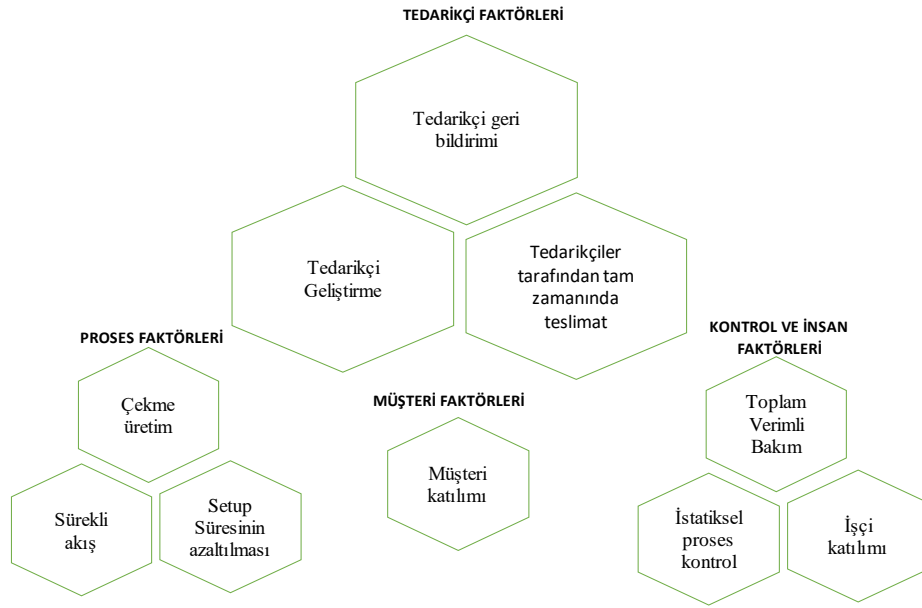 TEDARİKÇİ FAKTÖRLERİ
Tedarikçi geri
bildirimi
Tedarikçi
Geliştirme
Tedarikçiler
tarafından tam
zamanında
teslimat
PROSES FAKTÖRLERİ
Çekme
üretim
Sürekli
akış
Setup
Süresinin
azaltılması
MÜŞTERİ FAKTÖRLERİ
Müşteri
katılımı
KONTROL VE İNSAN
FAKTÖRLERİ
Toplam
Verimli
Bakım
İstatiksel
proses
kontrol
İşçi
katılımı